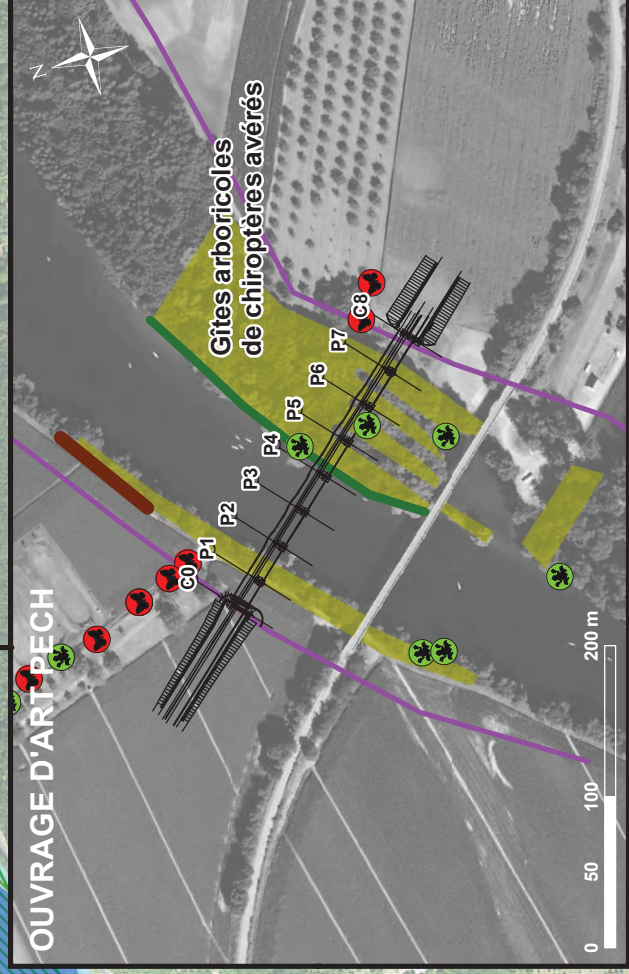 N
Gîtes arboricoles
de chiroptères avérés
C8
P7
P6
P5
P4
P3
P2
P1
C0
OUVRAGE D'ART PECH
0 50 100 200 m